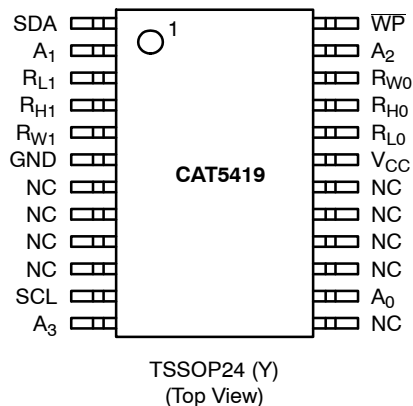 SDA 1 WP
A1 A2
RL1 RW0
RH1 RH0
RW1 RL0
GND VCC
CAT5419
NC NC
NC NC
NC NC
NC NC
SCL A0
A3 NC
TSSOP24 (Y)
(Top View)